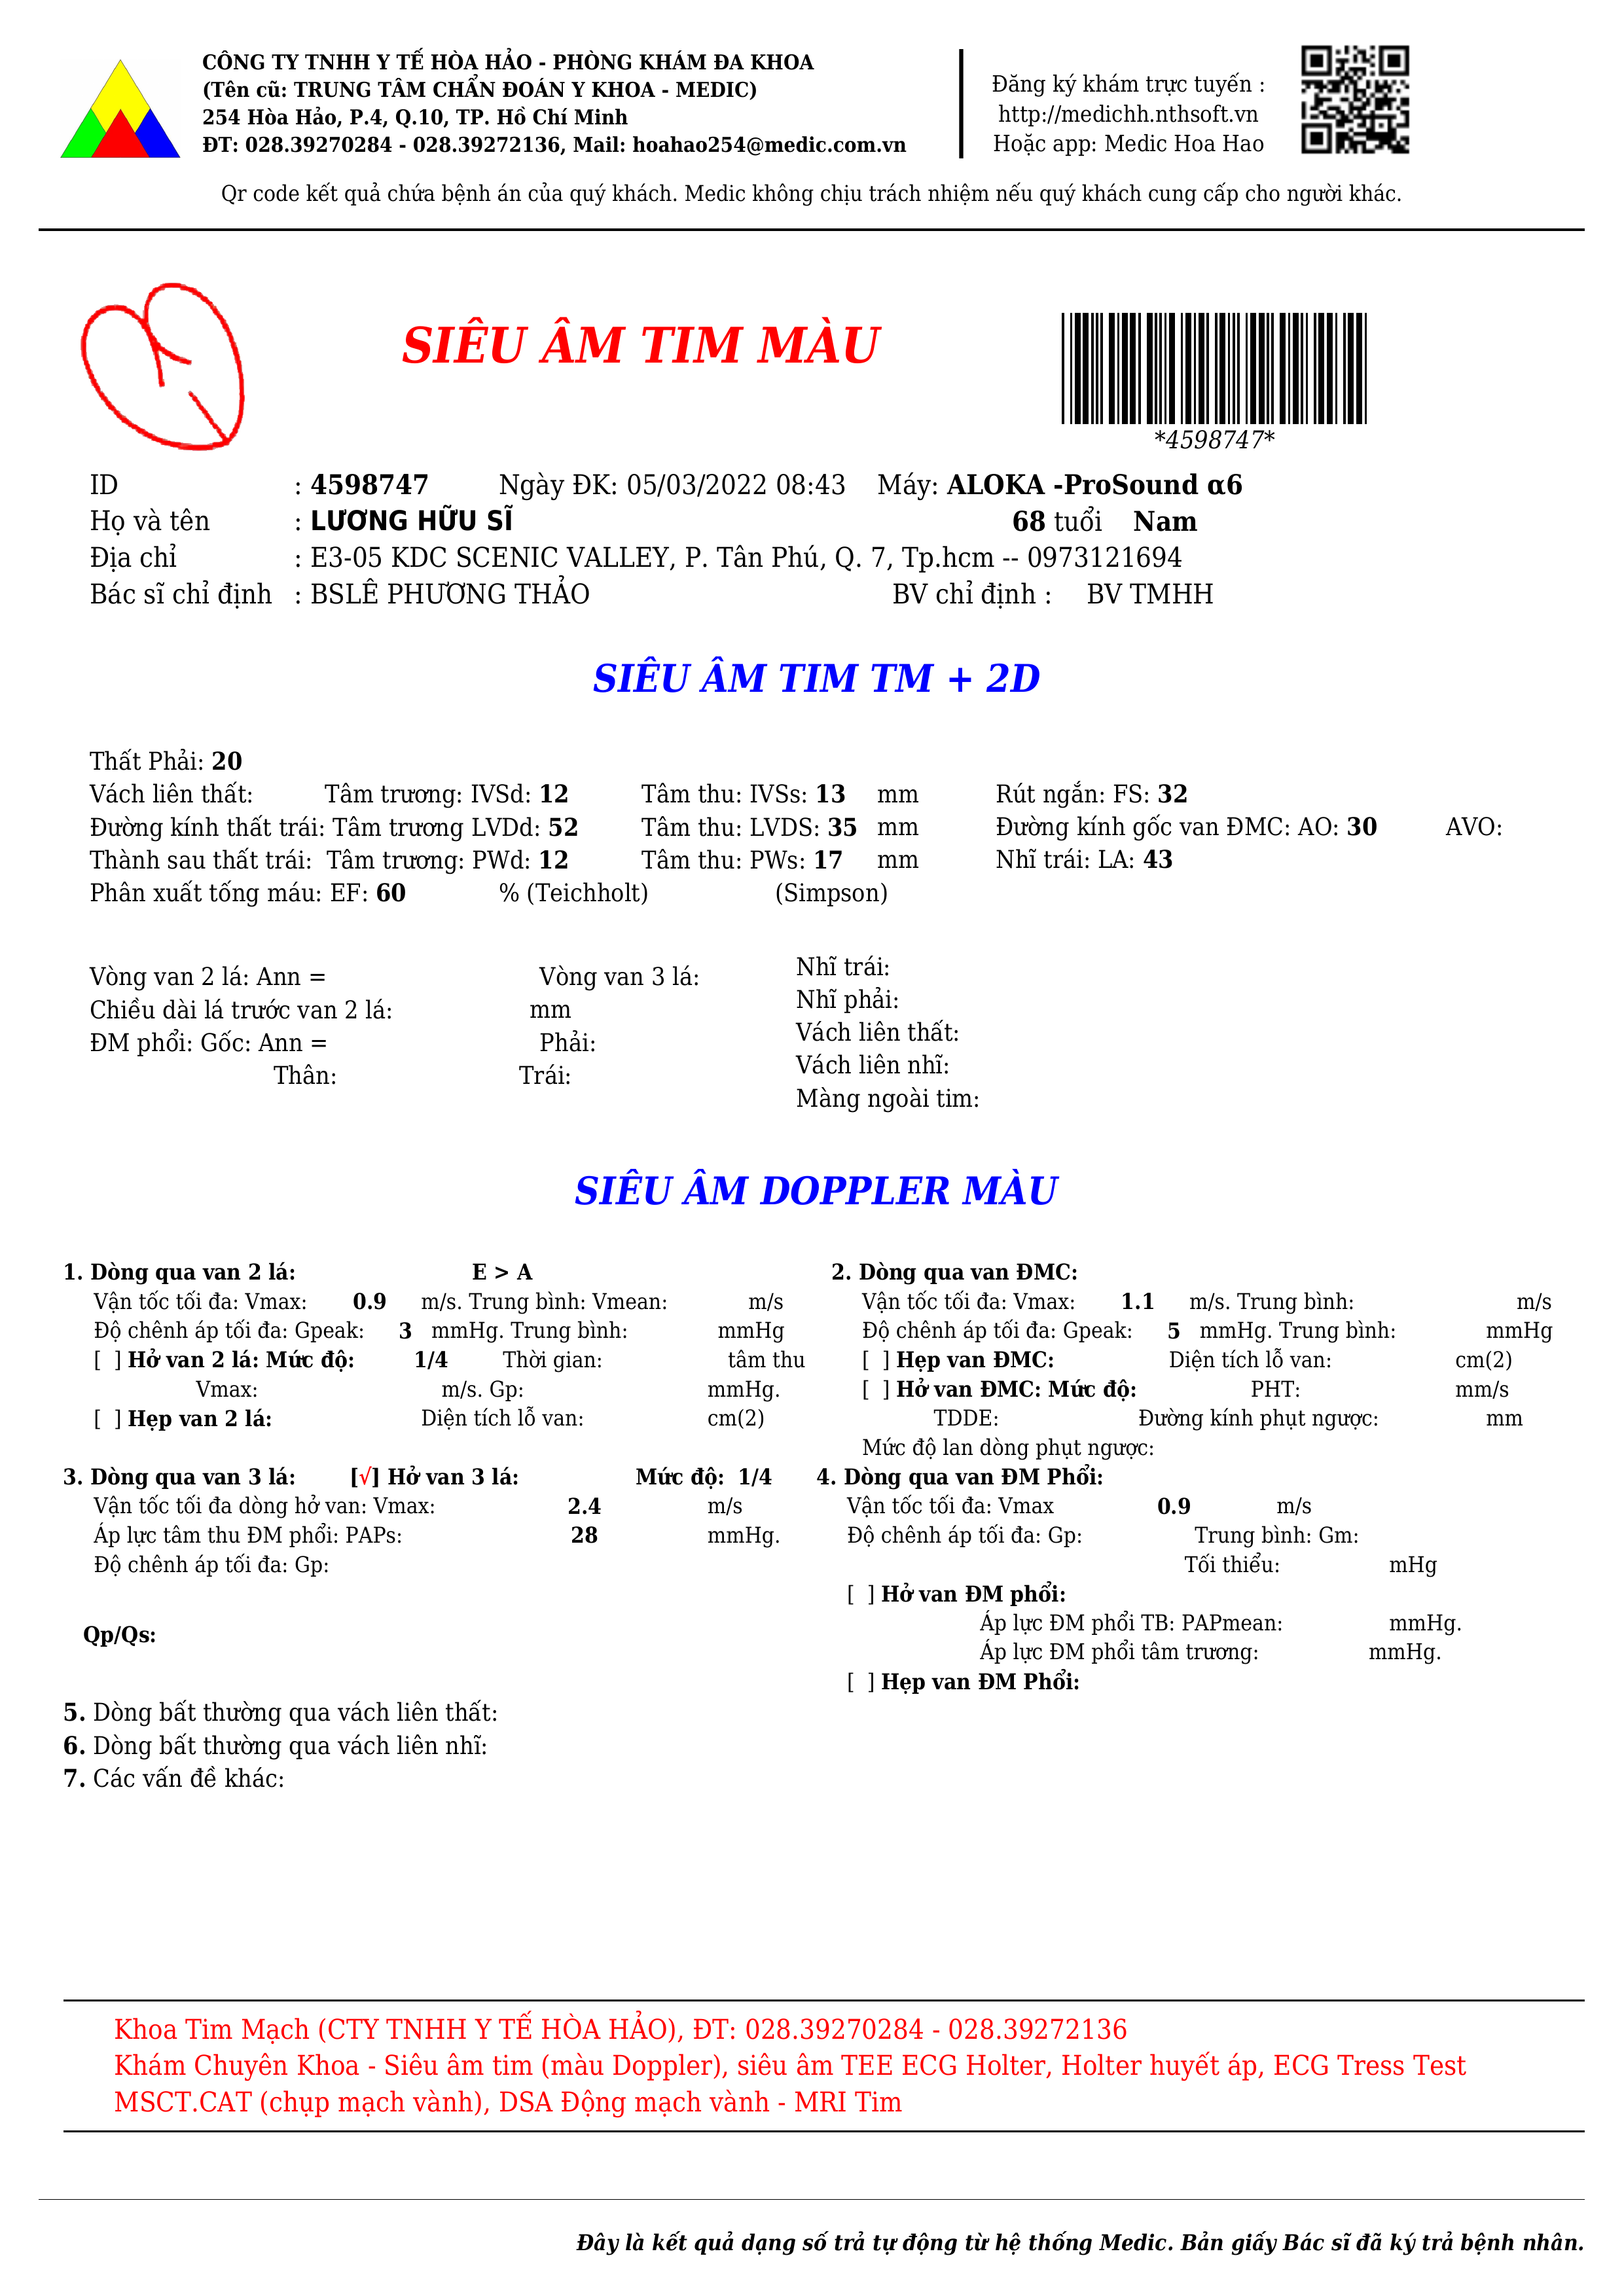 CÔNG TY TNHH Y TẾ HÒA HẢO - PHÒNG KHÁM ĐA KHOA
(Tên cũ: TRUNG TÂM CHẨN ĐOÁN Y KHOA - MEDIC)
254 Hòa Hảo, P.4, Q.10, TP. Hồ Chí Minh
ĐT: 028.39270284 - 028.39272136, Mail: hoahao254@medic.com.vn
Đăng ký khám trực tuyến :
http://medichh.nthsoft.vn
Hoặc app: Medic Hoa Hao
Qr code kết quả chứa bệnh án của quý khách. Medic không chịu trách nhiệm nếu quý khách cung cấp cho người khác.
SIÊU ÂM TIM MÀU
*4598747*
ID : 4598747 Ngày ĐK: 05/03/2022 08:43 Máy: ALOKA -ProSound α6
Họ và tên : LƯƠNG HỮU SĨ 68 tuổi Nam
Địa chỉ : E3-05 KDC SCENIC VALLEY, P. Tân Phú, Q. 7, Tp.hcm -- 0973121694
Bác sĩ chỉ định : BSLÊ PHƯƠNG THẢO BV chỉ định : BV TMHH
SIÊU ÂM TIM TM + 2D
Thất Phải: 20
Vách liên thất: Tâm trương: IVSd: 12 Tâm thu: IVSs: 13 mm Rút ngắn: FS: 32
Đường kính thất trái: Tâm trương LVDd: 52 Tâm thu: LVDS: 35 mm Đường kính gốc van ĐMC: AO: 30 AVO:
Thành sau thất trái: Tâm trương: PWd: 12 Tâm thu: PWs: 17 mm Nhĩ trái: LA: 43
Phân xuất tống máu: EF: 60 % (Teichholt) (Simpson)
Vòng van 2 lá: Ann = Vòng van 3 lá:
Chiều dài lá trước van 2 lá: mm
ĐM phổi: Gốc: Ann = Phải:
Thân: Trái:
Nhĩ trái:
Nhĩ phải:
Vách liên thất:
Vách liên nhĩ:
Màng ngoài tim:
SIÊU ÂM DOPPLER MÀU
1. Dòng qua van 2 lá: E > A
Vận tốc tối đa: Vmax: 0.9 m/s. Trung bình: Vmean: m/s
Độ chênh áp tối đa: Gpeak: 3 mmHg. Trung bình: mmHg
[ ] Hở van 2 lá: Mức độ: 1/4 Thời gian: tâm thu
Vmax: m/s. Gp: mmHg.
[ ] Hẹp van 2 lá: Diện tích lỗ van: cm(2)
2. Dòng qua van ĐMC:
Vận tốc tối đa: Vmax: 1.1 m/s. Trung bình: m/s
Độ chênh áp tối đa: Gpeak: 5 mmHg. Trung bình: mmHg
[ ] Hẹp van ĐMC: Diện tích lỗ van: cm(2)
[ ] Hở van ĐMC: Mức độ: PHT: mm/s
TDDE: Đường kính phụt ngược: mm
Mức độ lan dòng phụt ngược:
3. Dòng qua van 3 lá: [√] Hở van 3 lá: Mức độ: 1/4
Vận tốc tối đa dòng hở van: Vmax: 2.4 m/s
Áp lực tâm thu ĐM phổi: PAPs: 28 mmHg.
Độ chênh áp tối đa: Gp:
Qp/Qs:
4. Dòng qua van ĐM Phổi:
Vận tốc tối đa: Vmax 0.9 m/s
Độ chênh áp tối đa: Gp: Trung bình: Gm:
Tối thiểu: mHg
[ ] Hở van ĐM phổi:
Áp lực ĐM phổi TB: PAPmean: mmHg.
Áp lực ĐM phổi tâm trương: mmHg.
[ ] Hẹp van ĐM Phổi:
5. Dòng bất thường qua vách liên thất:
6. Dòng bất thường qua vách liên nhĩ:
7. Các vấn đề khác:
Khoa Tim Mạch (CTY TNHH Y TẾ HÒA HẢO), ĐT: 028.39270284 - 028.39272136
Khám Chuyên Khoa - Siêu âm tim (màu Doppler), siêu âm TEE ECG Holter, Holter huyết áp, ECG Tress Test
MSCT.CAT (chụp mạch vành), DSA Động mạch vành - MRI Tim
Đây là kết quả dạng số trả tự động từ hệ thống Medic. Bản giấy Bác sĩ đã ký trả bệnh nhân.